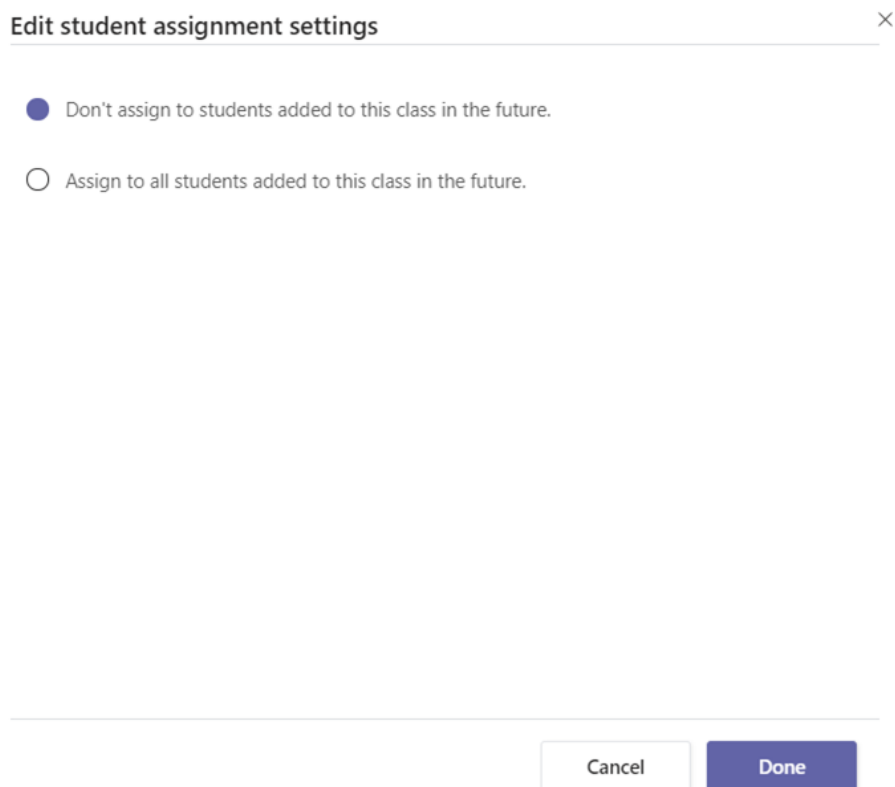 Edit student assignment settings
Don't assign to students added to this class in the future.
Assign to all students added to this class in the future.
Cancel
Done